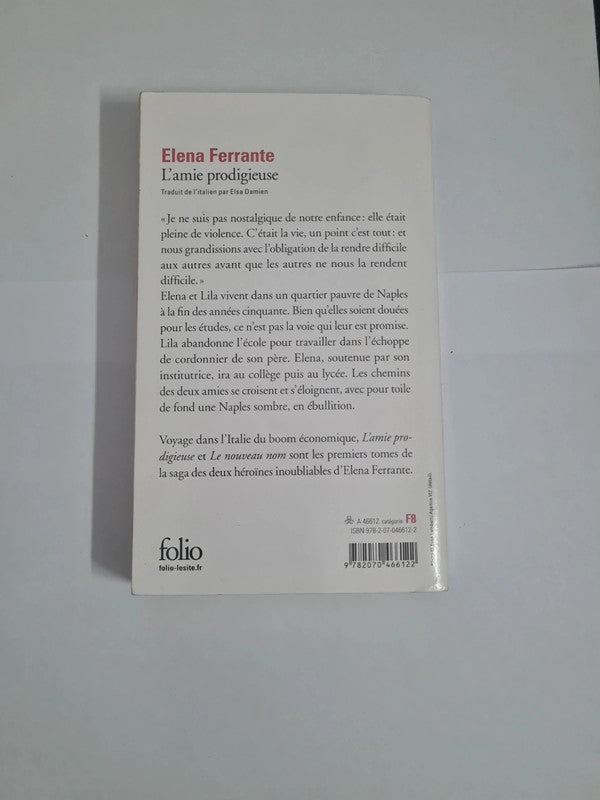 Elena Ferrante
L'amie prodigieuse
Traduit de l'italien par Elsa Damien
« Je ne suis pas nostalgique de notre enfance : elle était
pleine de violence. C'était la vie, un point c'est tout : et
nous grandissions avec l'obligation de la rendre difficile
aux autres avant que les autres ne nous la rendent
difficile. »
Elena et Lila vivent dans un quartier pauvre de Naples
à la fin des années cinquante. Bien qu'elles soient douées
pour les études, ce n'est pas la voie qui leur est promise.
Lila abandonne l'école pour travailler dans l'échoppe
de cordonnier de son père. Elena, soutenue par son
institutrice, ira au collège puis au lycée. Les chemins
des deux amies se croisent et s'éloignent, avec pour toile
de fond une Naples sombre, en ébullition.
Voyage dans l'Italie du boom économique, L'amie pro-
digieuse et Le nouveau nom sont les premiers tomes de
la saga des deux héroïnes inoubliables d'Elena Ferrante.
A 46612 catégorie F8
ISBN 978-2-07-046612-2
folio
folio-lesite.fr
9 782070 466122